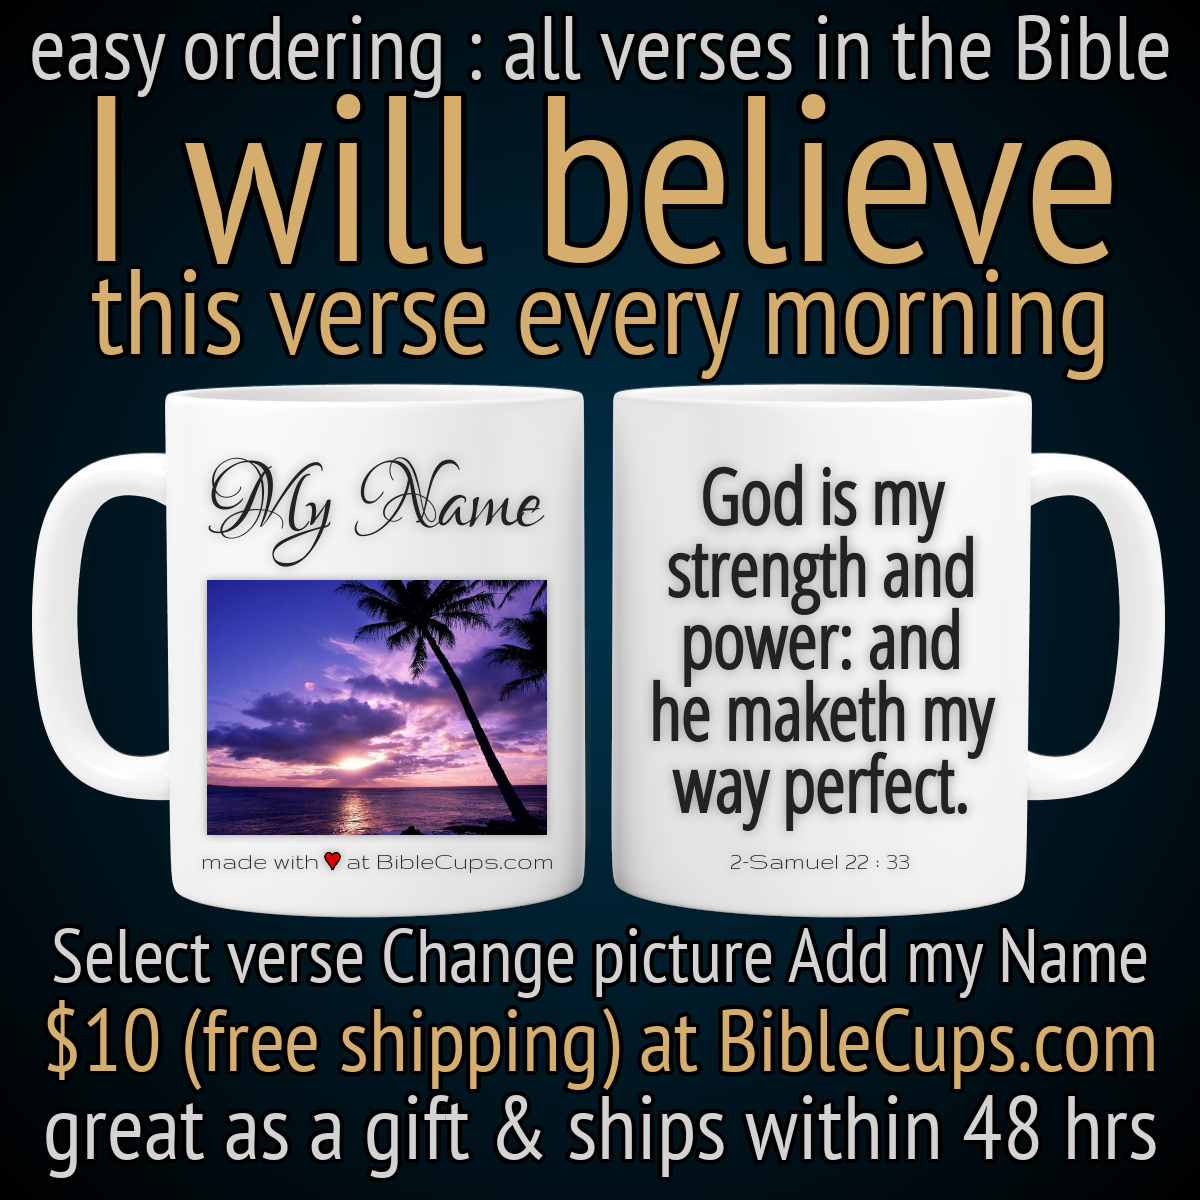 easy ordering : all verses in the Bible
I will believe
this verse every morning
My Name
made with ♥ at BibleCups.com
God is my
strength and
power: and
he maketh my
way perfect.
2-Samuel 22 : 33
Select verse Change picture Add my Name
$10 (free shipping) at BibleCups.com
great as a gift & ships within 48 hrs